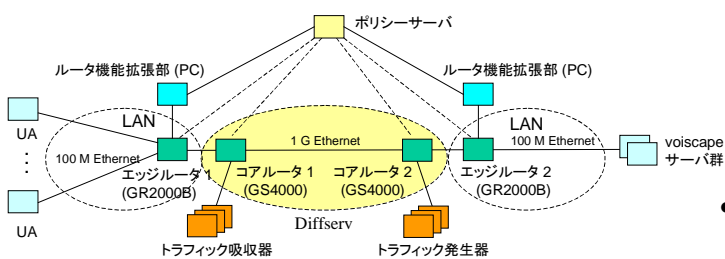 ポリシーサーバ
ルータ機能拡張部 (PC)
ルータ機能拡張部 (PC)
UA
⋮
UA
LAN
100 M Ethernet
エッジルータ 1
(GR2000B)
1 G Ethernet
コアルータ 1
(GS4000)
コアルータ 2
(GS4000)
LAN
100 M Ethernet
エッジルータ 2
(GR2000B)
voiscape
サーバ群
Diffserv
トラフィック吸収器
トラフィック発生器
•